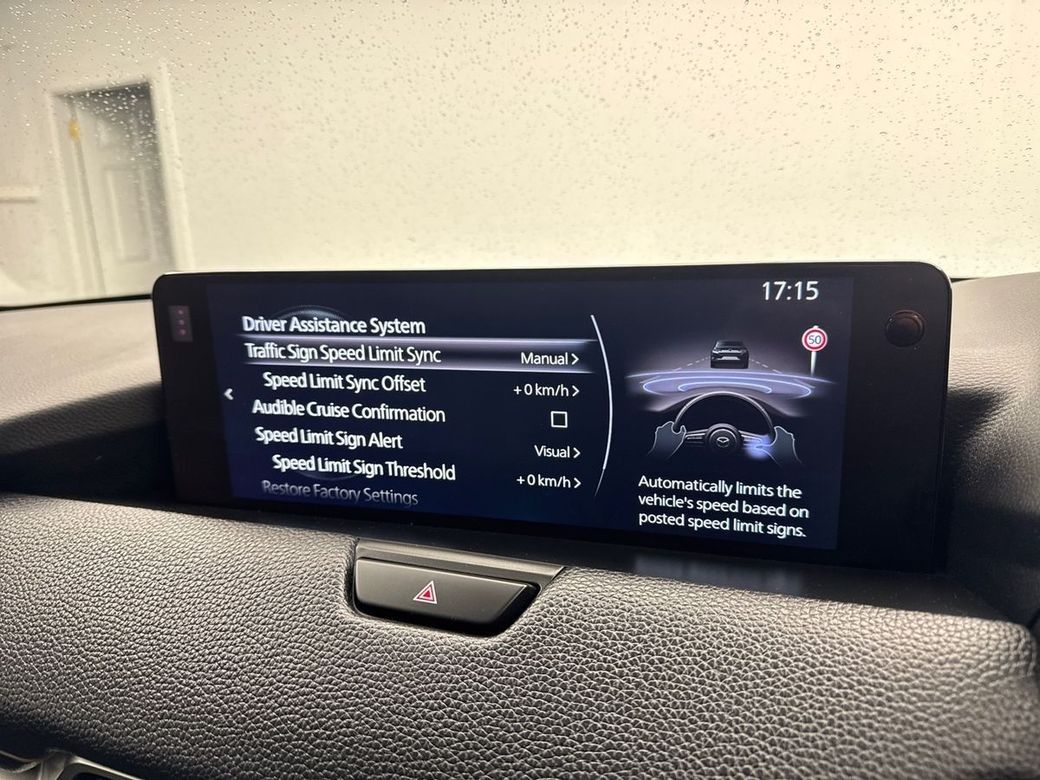 17:15
Driver Assistance System
Traffic Sign Speed Limit Sync Manual >
Speed Limit Sync Offset +0 km/h >
Audible Cruise Confirmation
Speed Limit Sign Alert Visual >
Speed Limit Sign Threshold +0 km/h >
Restore Factory Settings
50
Automatically limits the
vehicle's speed based on
posted speed limit signs.